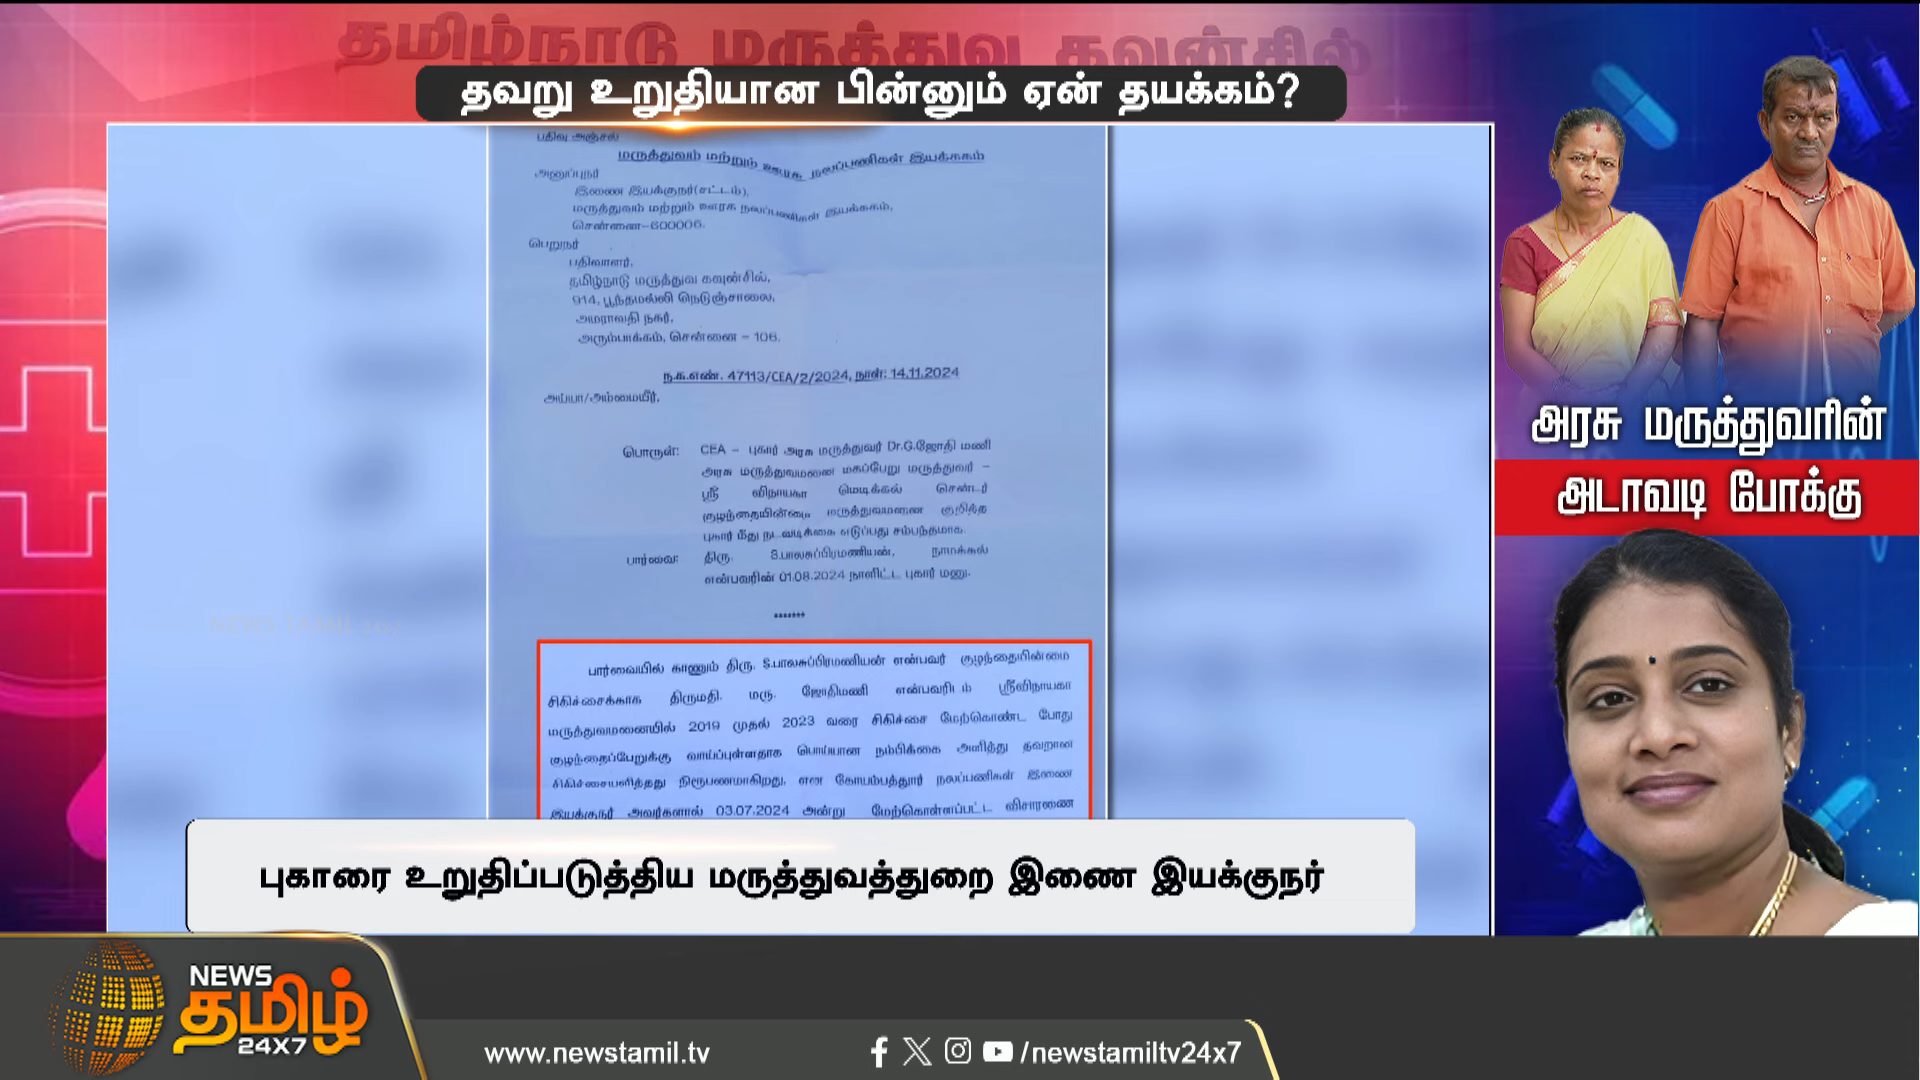 தமிழ்நாடு மருத்துவ கவுன்சில்
தவறு உறுதியான பின்னும் ஏன் தயக்கம்?
பதிவு அஞ்சல்
மருத்துவம் மற்றும் ஊரக நலப்பணிகள் இயக்ககம்
அனுப்புநர்
இணை இயக்குநர்(சட்டம்),
மருத்துவம் மற்றும் ஊரக நலப்பணிகள் இயக்ககம்,
சென்னை-600006.
பெறுநர்
பதிவாளர்,
தமிழ்நாடு மருத்துவ கவுன்சில்,
914, பூந்தமல்லி நெடுஞ்சாலை,
அமராவதி நகர்,
அரும்பாக்கம், சென்னை - 106.
ந.க.எண். 47113/CEA/2/2024, நாள்: 14.11.2024
அய்யா/அம்மையீர்,
பொருள்: CEA - புகார் அரசு மருத்துவர் Dr.G.ஜோதி மணி
அரசு மருத்துவமனை மகப்பேறு மருத்துவர் -
ஸ்ரீ விநாயகா மெடிக்கல் சென்டர்
குழந்தையின்மை மருத்துவமனை குறித்த
புகார் மீது நடவடிக்கை எடுப்பது சம்பந்தமாக.
பார்வை: திரு. S.பாலசுப்பிரமணியன், நாமக்கல்
என்பவரின் 01.08.2024 நாளிட்ட புகார் மனு.
*******
பார்வையில் காணும் திரு. S.பாலசுப்பிரமணியன் என்பவர் குழந்தையின்மை
சிகிச்சைக்காக திருமதி. மரு. ஜோதிமணி என்பவரிடம் ஸ்ரீவிநாயகா
மருத்துவமனையில் 2019 முதல் 2023 வரை சிகிச்சை மேற்கொண்ட போது
குழந்தைப்பேறுக்கு வாய்ப்புள்ளதாக பொய்யான நம்பிக்கை அளித்து தவறான
சிகிச்சையளித்தது நிரூபணமாகிறது, என கோயம்பத்தூர் நலப்பணிகள் இணை
இயக்குநர் அவர்களால் 03.07.2024 அன்று மேற்கொள்ளப்பட்ட விசாரணை
NEWS TAMIL 24x7
புகாரை உறுதிப்படுத்திய மருத்துவத்துறை இணை இயக்குநர்
அரசு மருத்துவரின்
அடாவடி போக்கு
NEWS
தமிழ்
24X7
www.newstamil.tv
/newstamiltv24x7